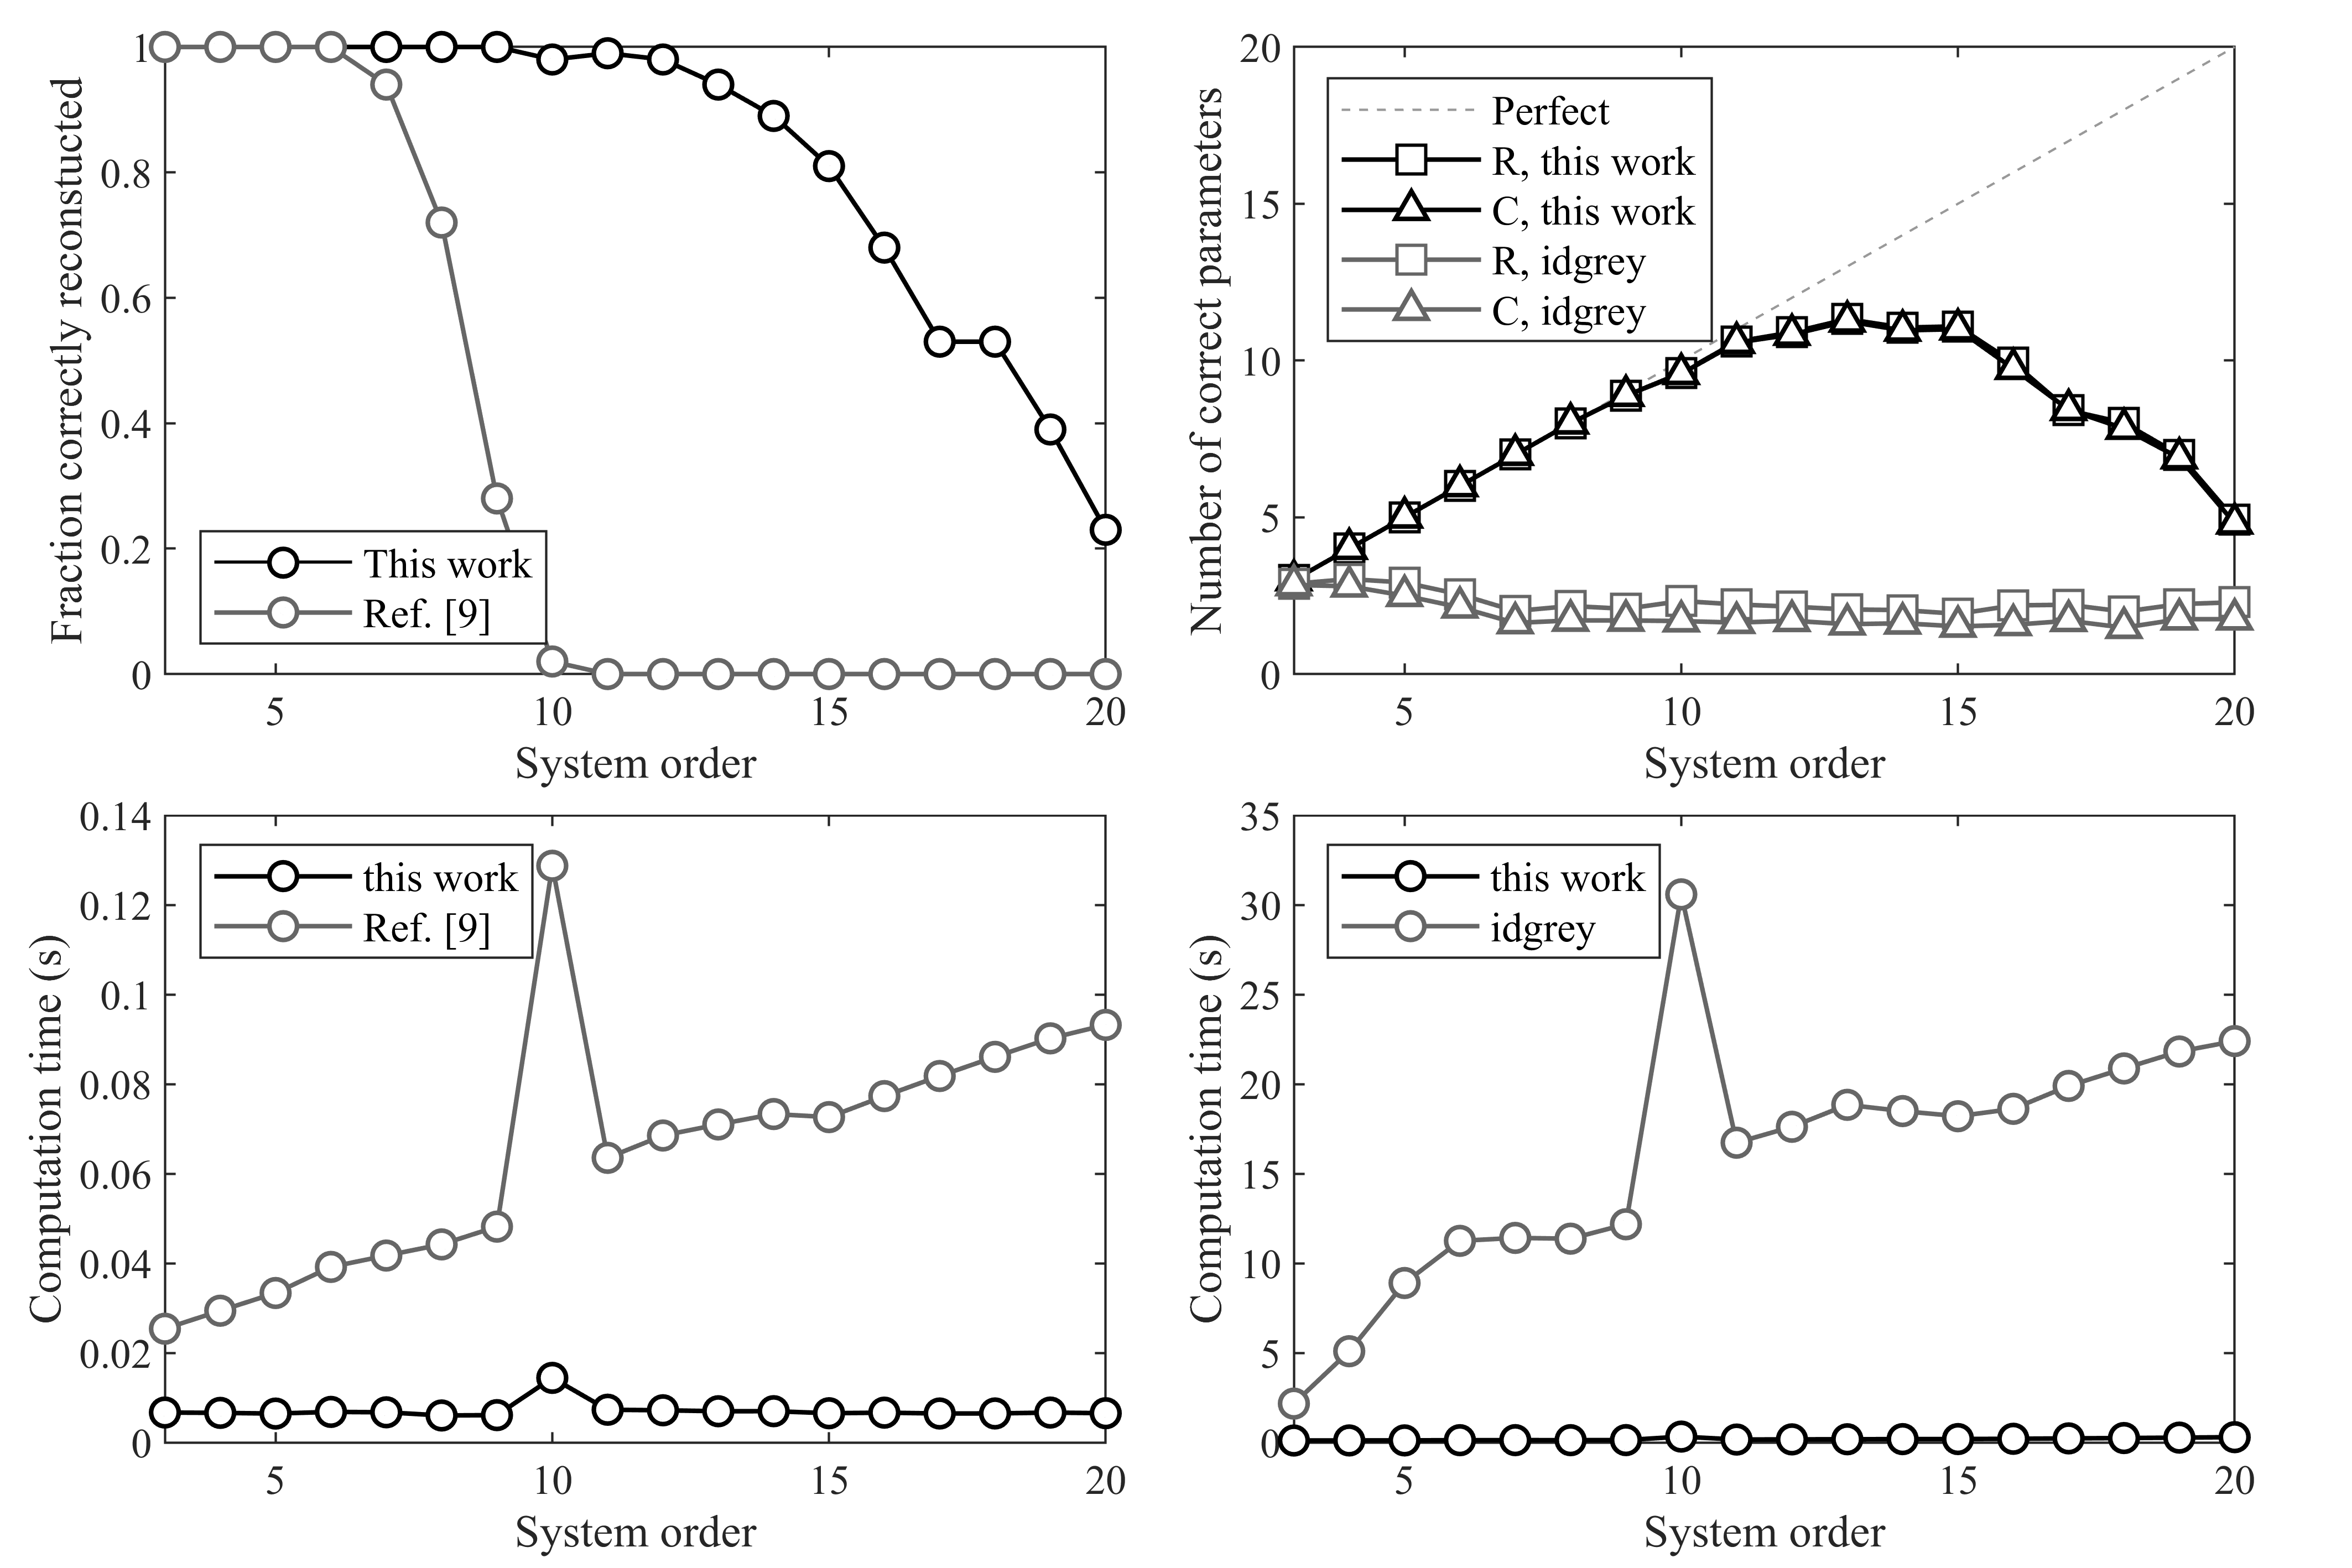 Fraction correctly reconstucted
1
0.8
0.6
0.4
0.2
0
This work
Ref. [9]
5 10 15 20
System order
Number of correct parameters
20
15
10
5
0
Perfect
R, this work
C, this work
R, idgrey
C, idgrey
5 10 15 20
System order
Computation time (s)
0.14
0.12
0.1
0.08
0.06
0.04
0.02
0
this work
Ref. [9]
5 10 15 20
System order
Computation time (s)
35
30
25
20
15
10
5
0
this work
idgrey
5 10 15 20
System order